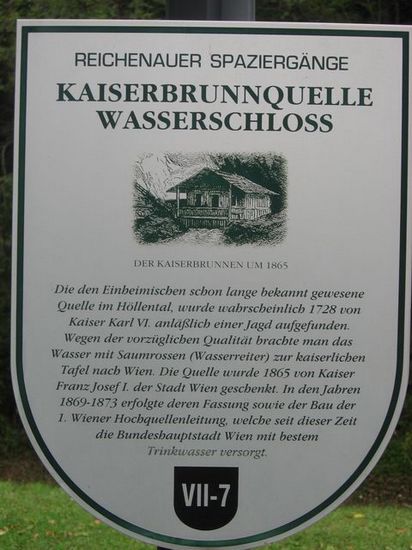 REICHENAUER SPAZIERGÄNGE
KAISERBRUNNQUELLE
WASSERSCHLOSS
DER KAISERBRUNNEN UM 1865
Die den Einheimischen schon lange bekannt gewesene
Quelle im Höllental, wurde wahrscheinlich 1728 von
Kaiser Karl VI. anläßlich einer Jagd aufgefunden.
Wegen der vorzüglichen Qualität brachte man das
Wasser mit Saumrossen (Wasserreiter) zur kaiserlichen
Tafel nach Wien. Die Quelle wurde 1865 von Kaiser
Franz Josef I. der Stadt Wien geschenkt. In den Jahren
1869-1873 erfolgte deren Fassung sowie der Bau der
1. Wiener Hochquellenleitung, welche seit dieser Zeit
die Bundeshauptstadt Wien mit bestem
Trinkwasser versorgt.
VII-7